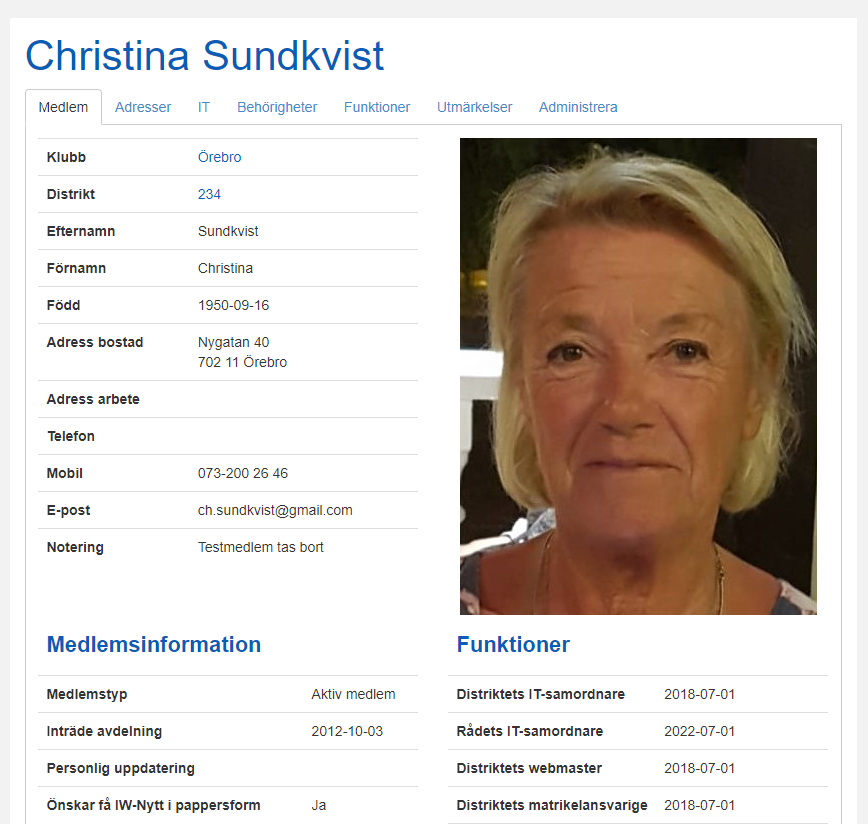 Christina Sundkvist
Medlem Adresser IT Behörigheter Funktioner Utmärkelser Administrera
Klubb Örebro
Distrikt 234
Efternamn Sundkvist
Förnamn Christina
Född 1950-09-16
Adress bostad Nygatan 40
702 11 Örebro
Adress arbete
Telefon
Mobil 073-200 26 46
E-post ch.sundkvist@gmail.com
Notering Testmedlem tas bort
Medlemsinformation
Medlemstyp Aktiv medlem
Inträde avdelning 2012-10-03
Personlig uppdatering
Önskar få IW-Nytt i pappersform Ja
Funktioner
Distriktets IT-samordnare 2018-07-01
Rådets IT-samordnare 2022-07-01
Distriktets webmaster 2018-07-01
Distriktets matrikelansvarige 2018-07-01